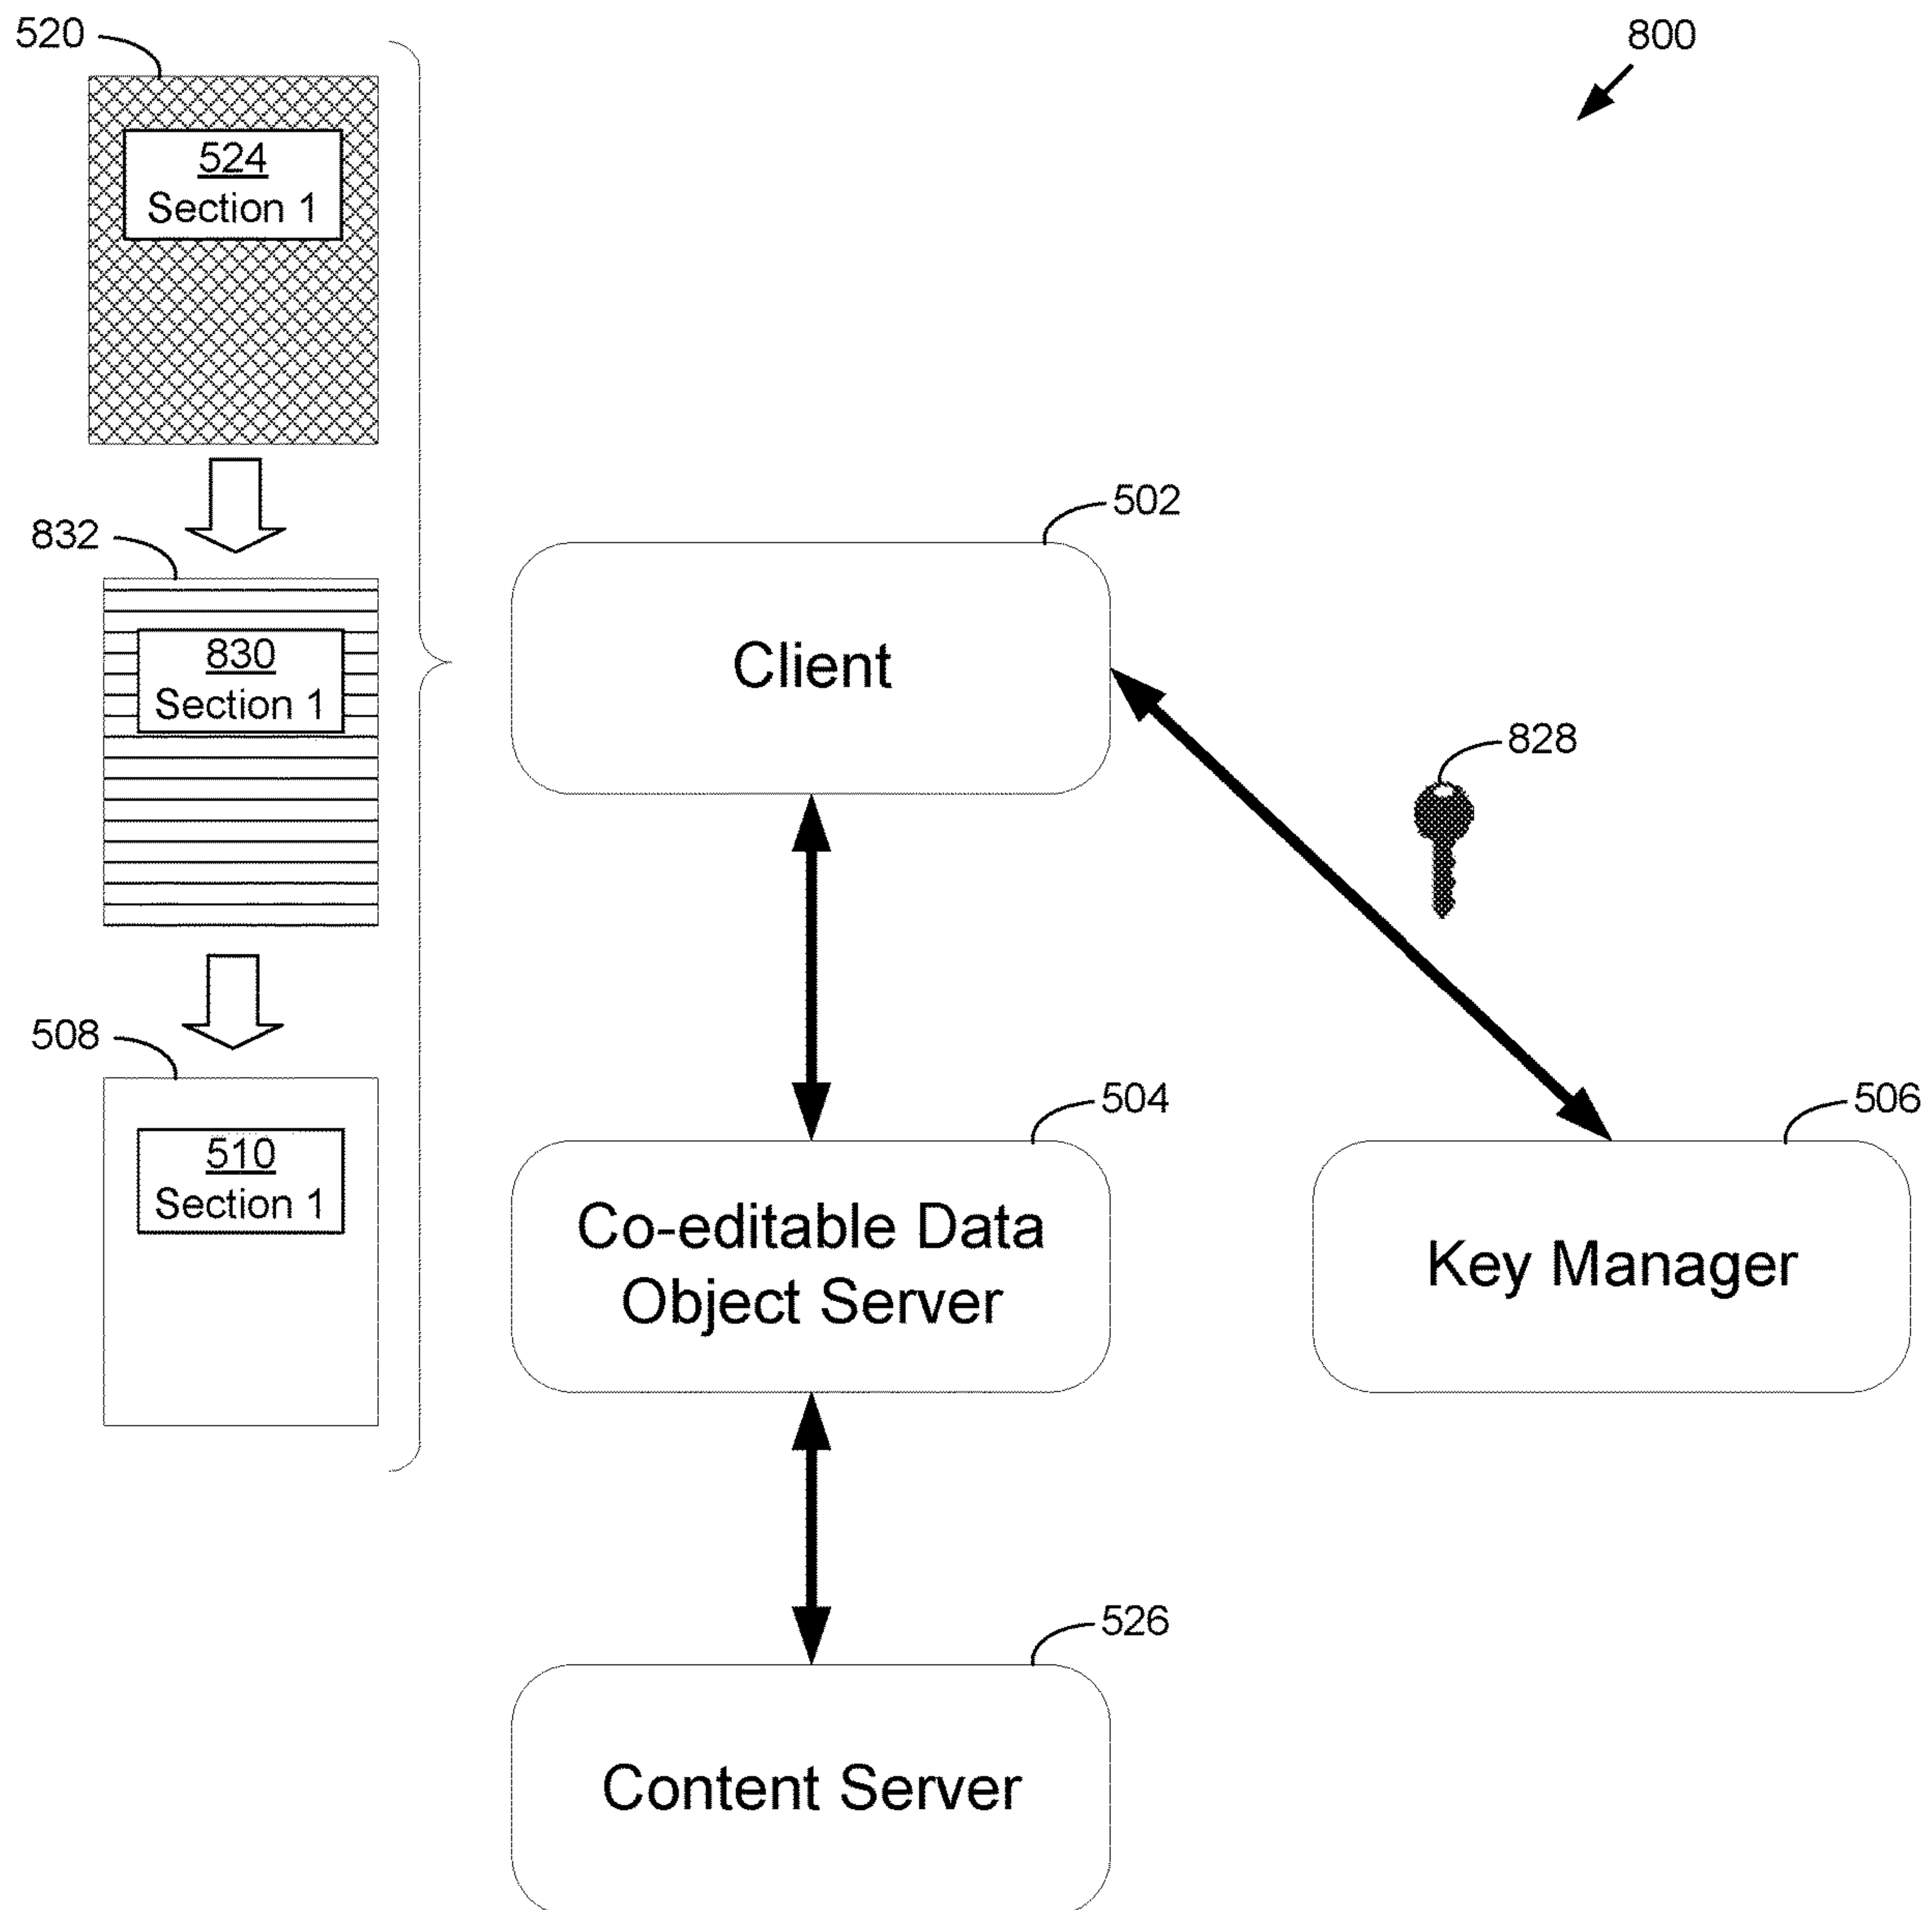 520
800
524
Section 1
832
830
Section 1
508
510
Section 1
502
Client
828
504
Co-editable Data
Object Server
506
Key Manager
526
Content Server